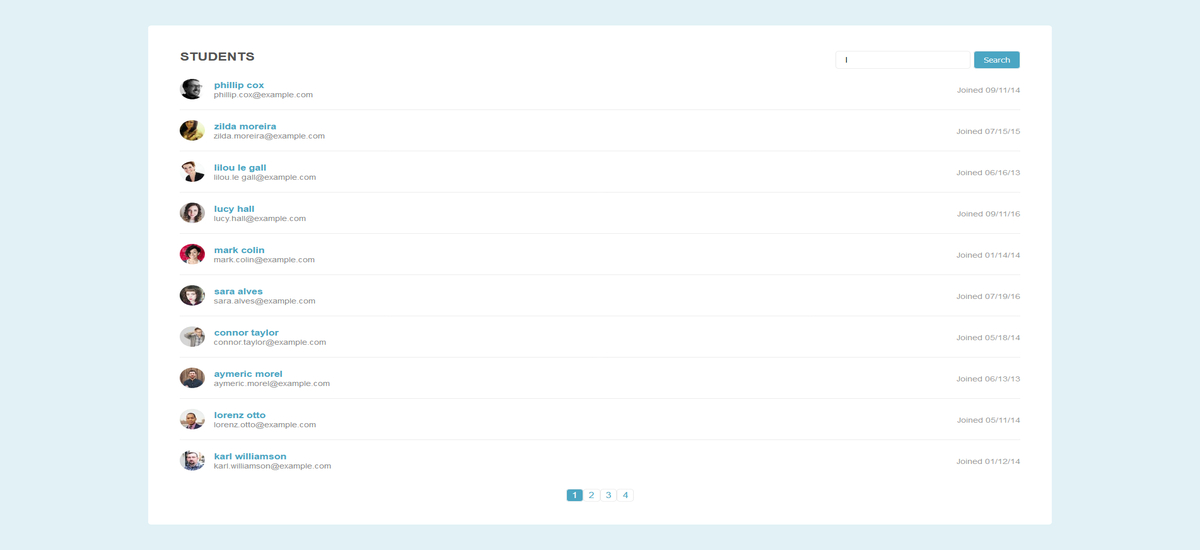 STUDENTS
l
Search
phillip cox
phillip.cox@example.com
Joined 09/11/14
zilda moreira
zilda.moreira@example.com
Joined 07/15/15
lilou le gall
lilou.le gall@example.com
Joined 06/16/13
lucy hall
lucy.hall@example.com
Joined 09/11/16
mark colin
mark.colin@example.com
Joined 01/14/14
sara alves
sara.alves@example.com
Joined 07/19/16
connor taylor
connor.taylor@example.com
Joined 05/18/14
aymeric morel
aymeric.morel@example.com
Joined 06/13/13
lorenz otto
lorenz.otto@example.com
Joined 05/11/14
karl williamson
karl.williamson@example.com
Joined 01/12/14
1 2 3 4